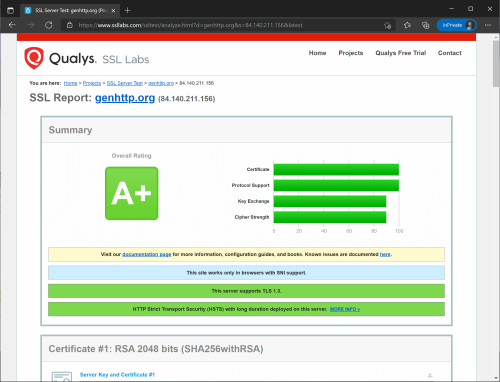 SSL Server Test: genhttp.org (Po
https://www.ssllabs.com/ssltest/analyze.html?d=genhttp.org&s=84.140.211.156&latest
InPrivate
Qualys. SSL Labs
Home Projects Qualys Free Trial Contact
You are here: Home > Projects > SSL Server Test > genhttp.org > 84.140.211.156
SSL Report: genhttp.org (84.140.211.156)
Summary
Overall Rating
A+
Certificate
Protocol Support
Key Exchange
Cipher Strength
0 20 40 60 80 100
Visit our documentation page for more information, configuration guides, and books. Known issues are documented here.
This site works only in browsers with SNI support.
This server supports TLS 1.3.
HTTP Strict Transport Security (HSTS) with long duration deployed on this server. MORE INFO »
Certificate #1: RSA 2048 bits (SHA256withRSA)
Server Key and Certificate #1